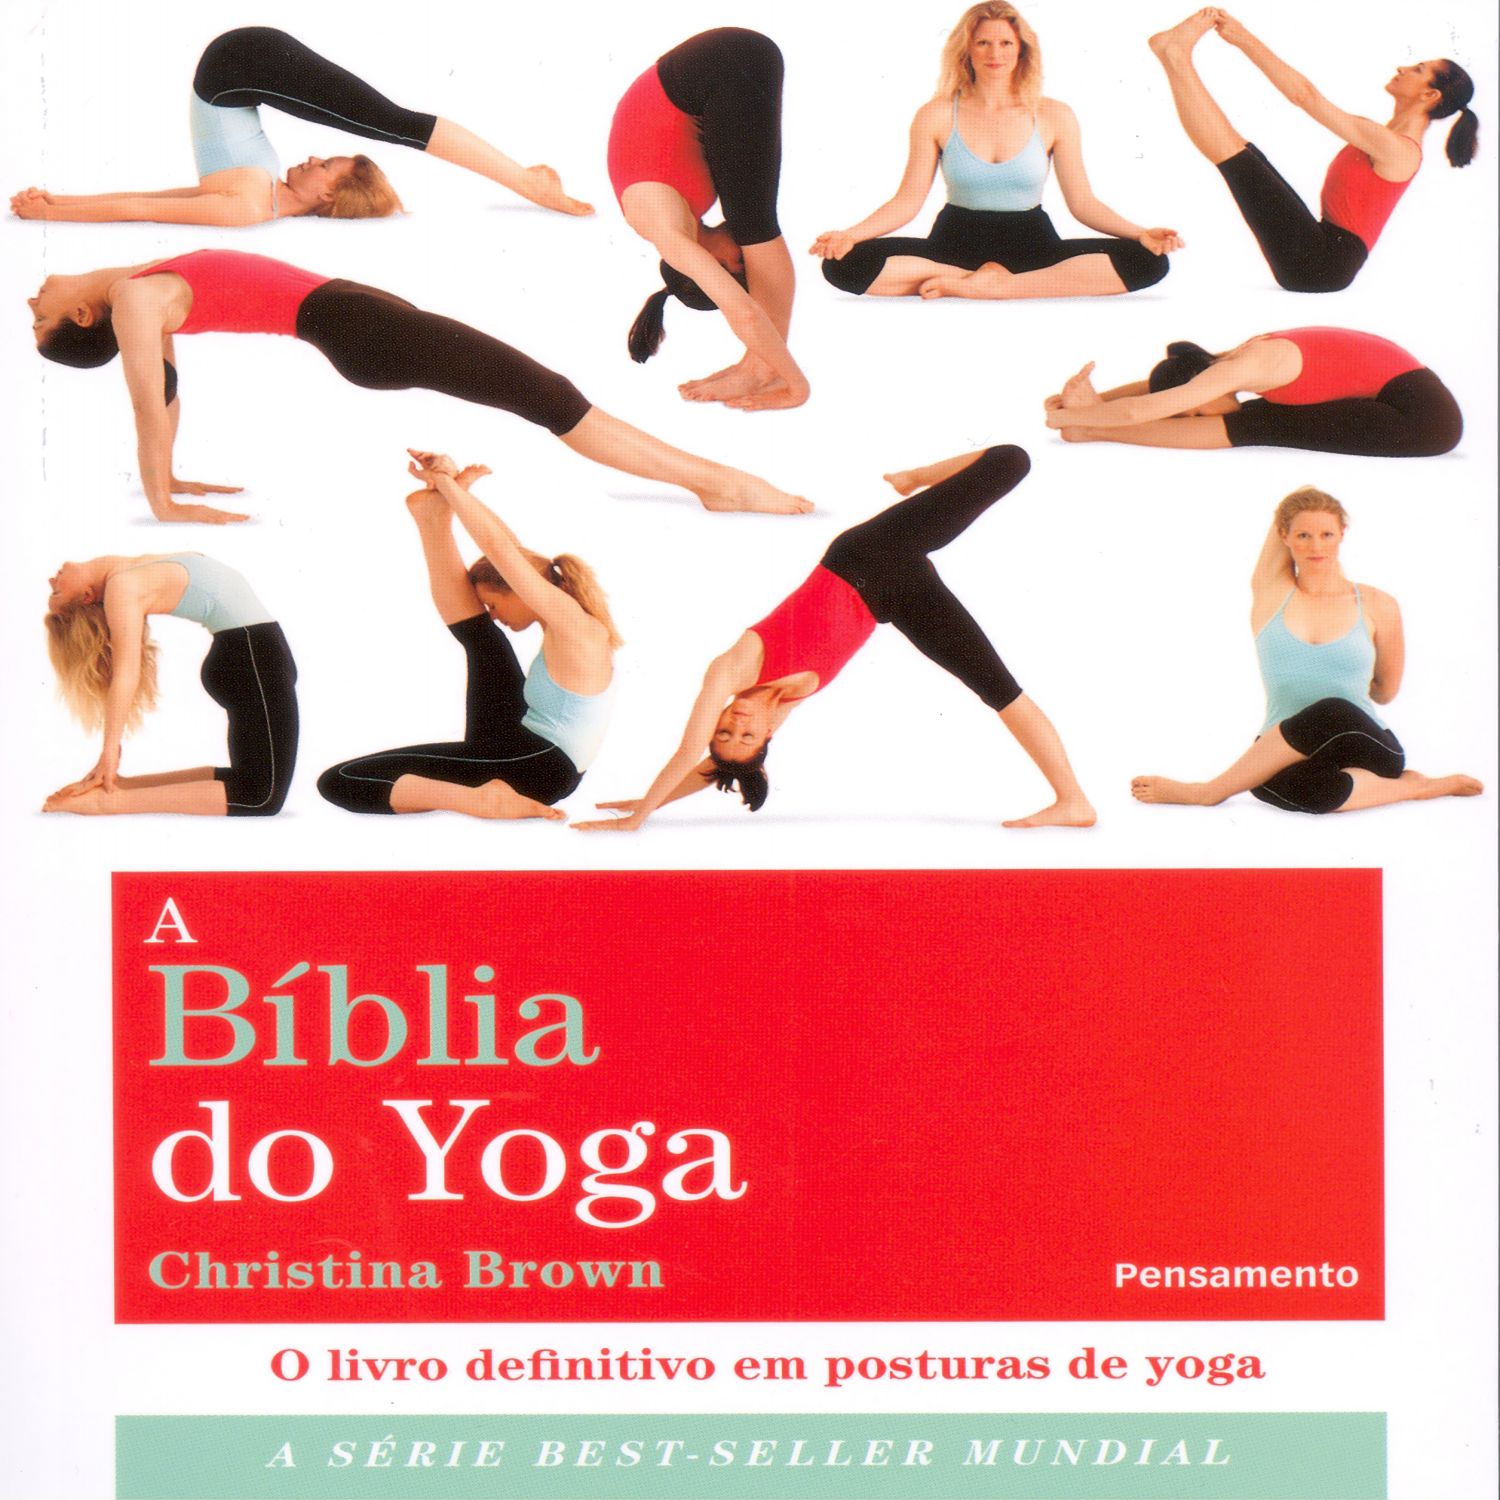 A
Bíblia
do Yoga
Christina Brown
Pensamento
O livro definitivo em posturas de yoga
A SÉRIE BEST-SELLER MUNDIAL